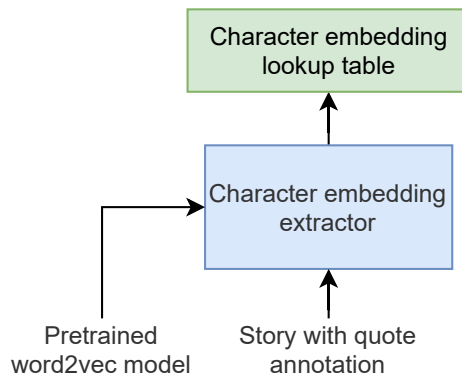 Character embedding
lookup table
Character embedding
extractor
Pretrained
word2vec model
Story with quote
annotation